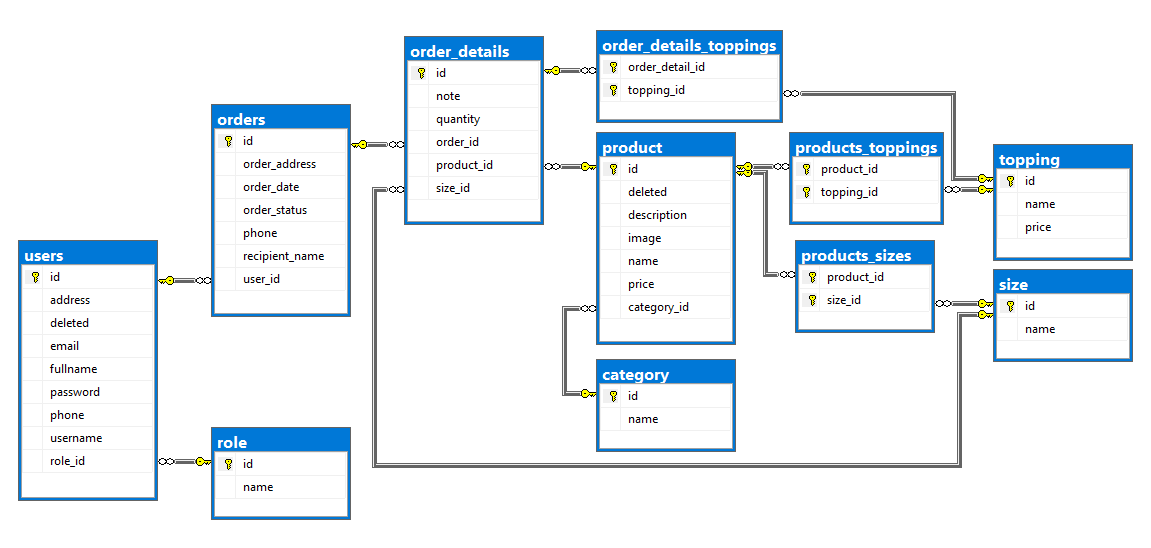 users
id
address
deleted
email
fullname
password
phone
username
role_id
orders
id
order_address
order_date
order_status
phone
recipient_name
user_id
role
id
name
order_details
id
note
quantity
order_id
product_id
size_id
order_details_toppings
order_detail_id
topping_id
product
id
deleted
description
image
name
price
category_id
category
id
name
products_toppings
product_id
topping_id
products_sizes
product_id
size_id
topping
id
name
price
size
id
name